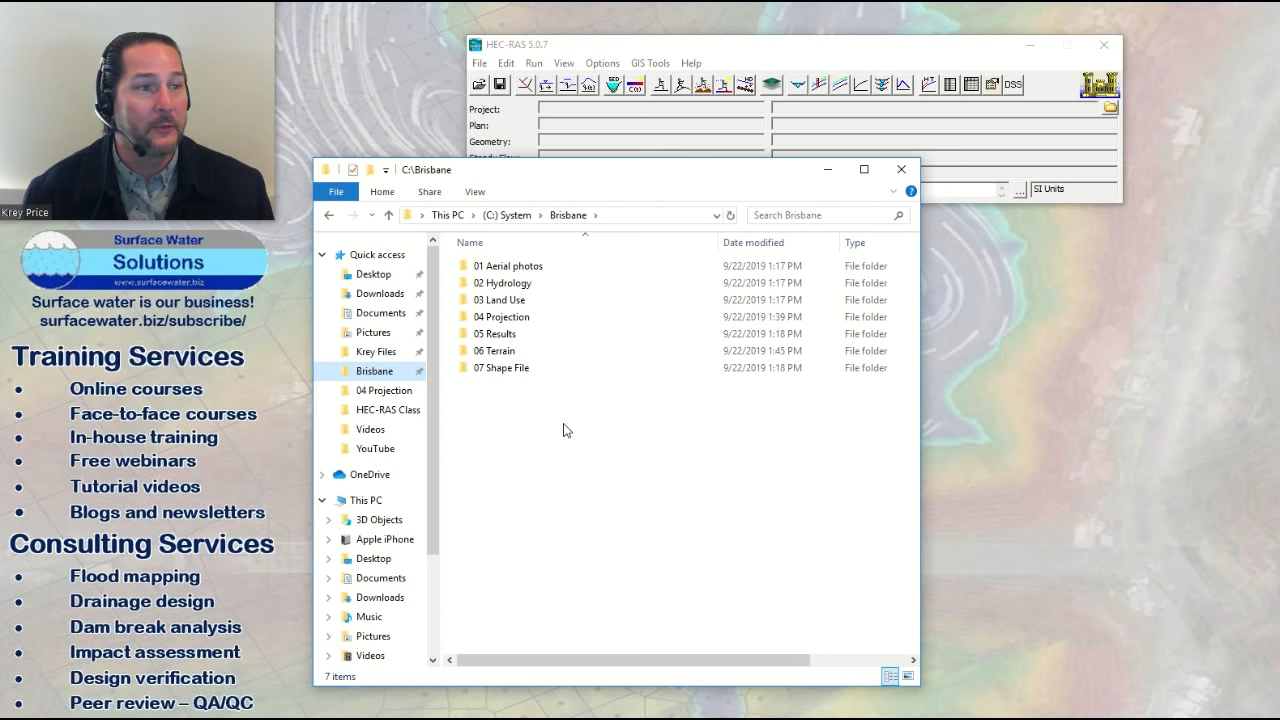 Krey Price
Surface Water
Solutions
www.surfacewater.biz
Surface water is our business!
surfacewater.biz/subscribe/
Training Services
• Online courses
• Face-to-face courses
• In-house training
• Free webinars
• Tutorial videos
• Blogs and newsletters
Consulting Services
• Flood mapping
• Drainage design
• Dam break analysis
• Impact assessment
• Design verification
• Peer review – QA/QC
HEC-RAS 5.0.7
File Edit Run View Options GIS Tools Help
DSS
Project:
Plan:
Geometry:
... SI Units
C:\Brisbane
File Home Share View
This PC > (C:) System > Brisbane >
Search Brisbane
Name Date modified Type
01 Aerial photos 9/22/2019 1:17 PM File folder
02 Hydrology 9/22/2019 1:17 PM File folder
03 Land Use 9/22/2019 1:17 PM File folder
04 Projection 9/22/2019 1:39 PM File folder
05 Results 9/22/2019 1:18 PM File folder
06 Terrain 9/22/2019 1:45 PM File folder
07 Shape File 9/22/2019 1:18 PM File folder
Quick access
Desktop
Downloads
Documents
Pictures
Krey Files
Brisbane
04 Projection
HEC-RAS Class
Videos
YouTube
OneDrive
This PC
3D Objects
Apple iPhone
Desktop
Documents
Downloads
Music
Pictures
Videos
7 items